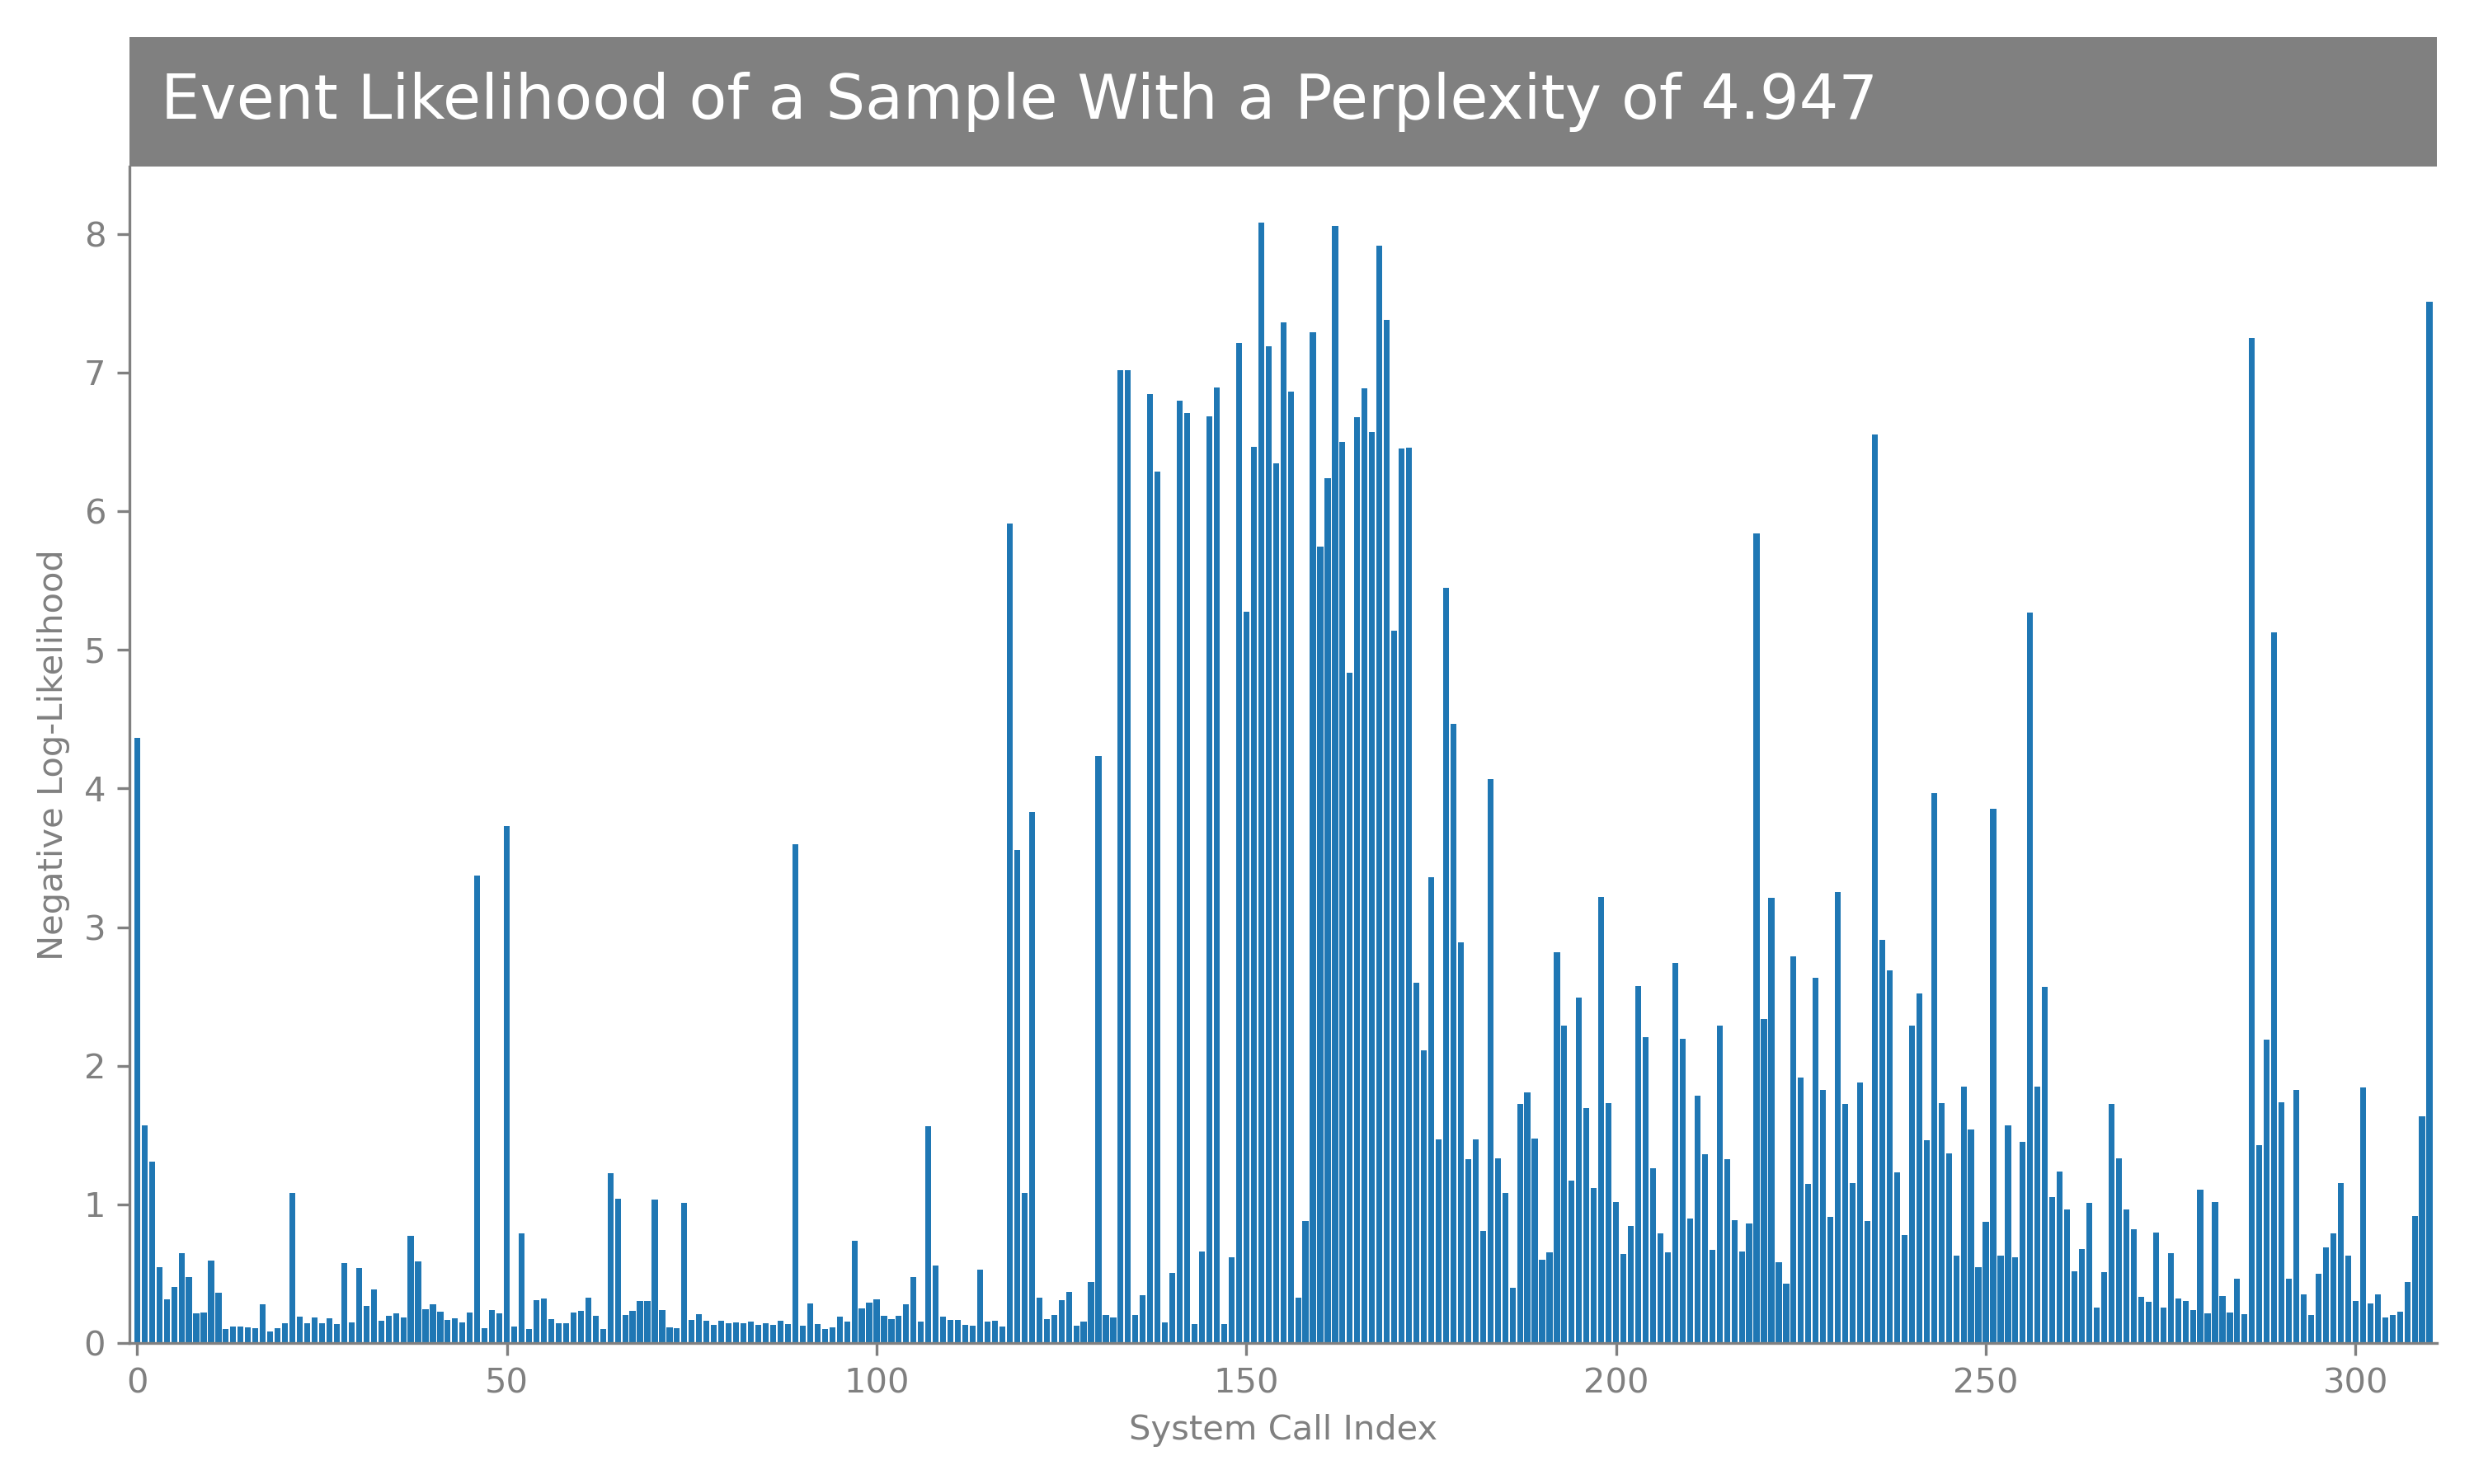 Event Likelihood of a Sample With a Perplexity of 4.947
8
7
6
5
4
3
2
1
0
Negative Log-Likelihood
0 50 100 150 200 250 300
System Call Index